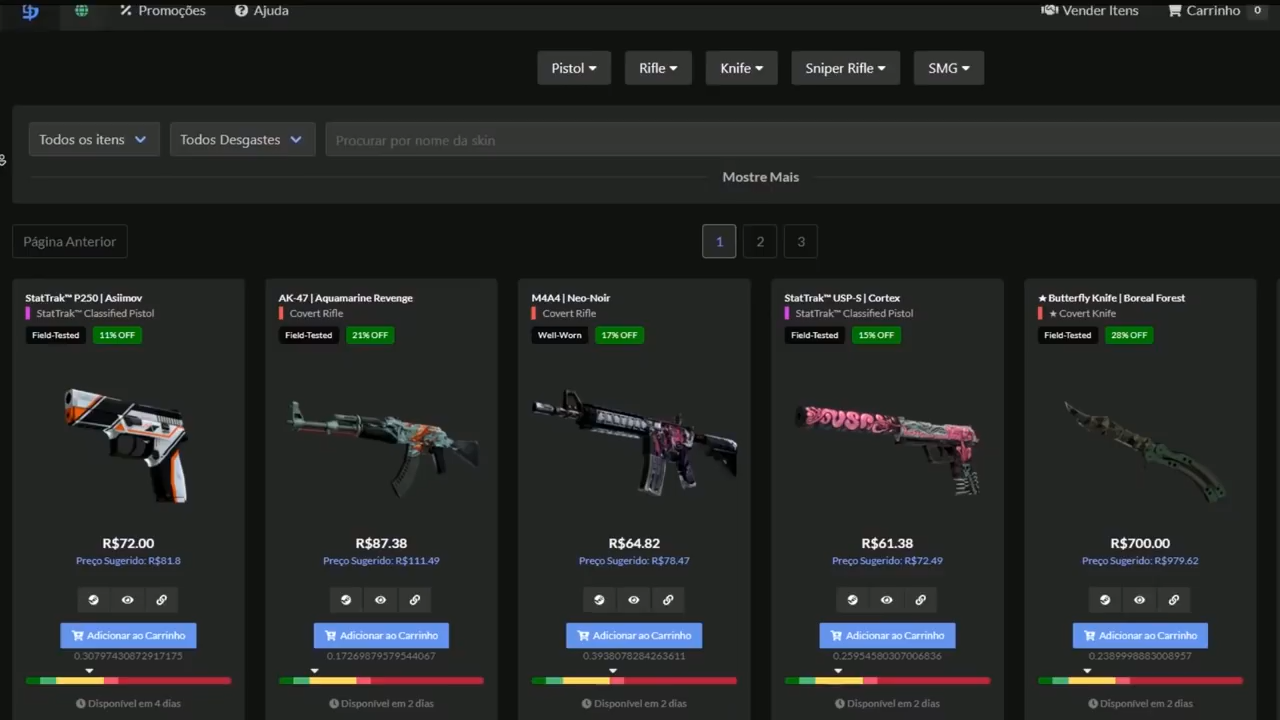 Promoções
Ajuda
Vender Itens
Carrinho 0
Pistol
Rifle
Knife
Sniper Rifle
SMG
Todos os itens
Todos Desgastes
Procurar por nome da skin
Mostre Mais
Página Anterior
1
2
3
StatTrak™ P250 | Asiimov
StatTrak™ Classified Pistol
Field-Tested
11% OFF
R$72.00
Preço Sugerido: R$81.8
Adicionar ao Carrinho
0.30797430872917175
Disponível em 4 dias
AK-47 | Aquamarine Revenge
Covert Rifle
Field-Tested
21% OFF
R$87.38
Preço Sugerido: R$111.49
Adicionar ao Carrinho
0.17269879579544067
Disponível em 2 dias
M4A4 | Neo-Noir
Covert Rifle
Well-Worn
17% OFF
R$64.82
Preço Sugerido: R$78.47
Adicionar ao Carrinho
0.3938078284263611
Disponível em 2 dias
StatTrak™ USP-S | Cortex
StatTrak™ Classified Pistol
Field-Tested
15% OFF
R$61.38
Preço Sugerido: R$72.49
Adicionar ao Carrinho
0.25954580307006836
Disponível em 2 dias
★ Butterfly Knife | Boreal Forest
★ Covert Knife
Field-Tested
28% OFF
R$700.00
Preço Sugerido: R$979.62
Adicionar ao Carrinho
0.2389998883008957
Disponível em 2 dias